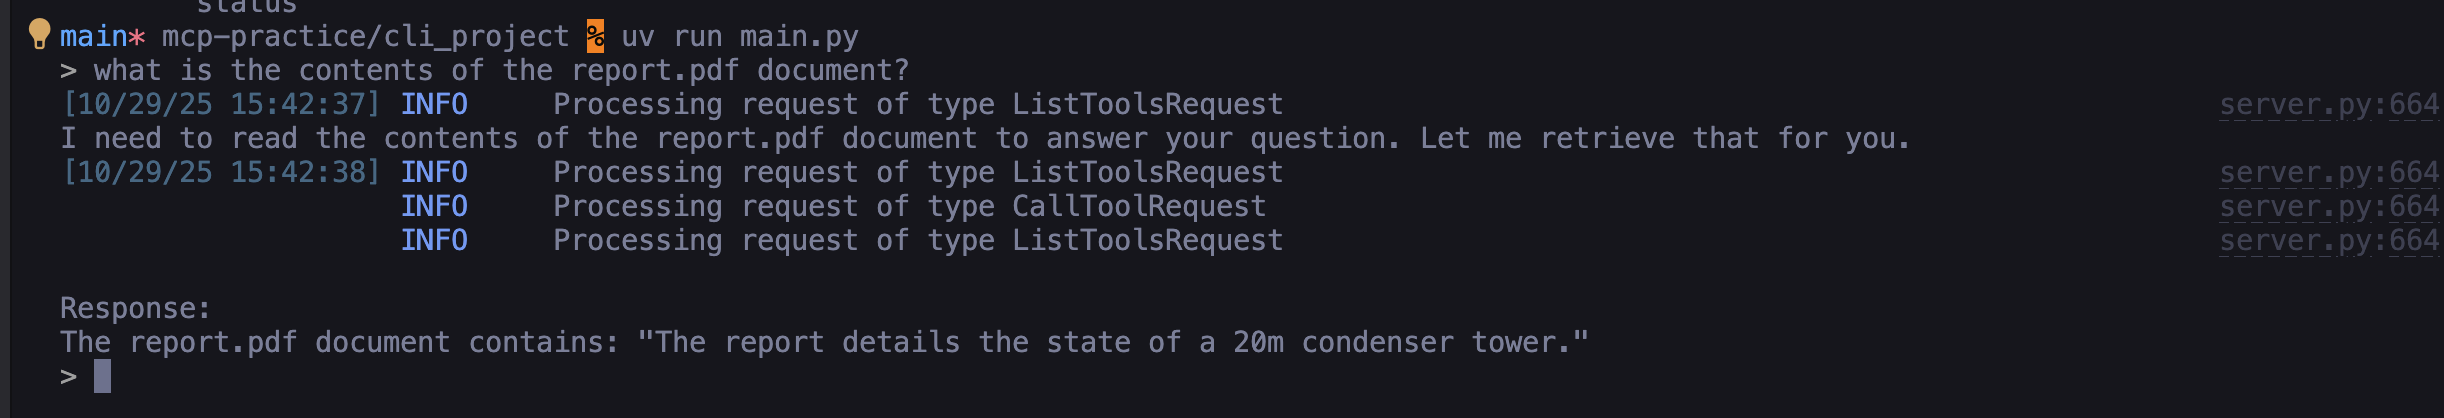 status
main* mcp-practice/cli_project % uv run main.py
> what is the contents of the report.pdf document?
[10/29/25 15:42:37] INFO     Processing request of type ListToolsRequest                                                        server.py:664
I need to read the contents of the report.pdf document to answer your question. Let me retrieve that for you.
[10/29/25 15:42:38] INFO     Processing request of type ListToolsRequest                                                        server.py:664
INFO     Processing request of type CallToolRequest                                                         server.py:664
INFO     Processing request of type ListToolsRequest                                                        server.py:664
Response:
The report.pdf document contains: "The report details the state of a 20m condenser tower."
>